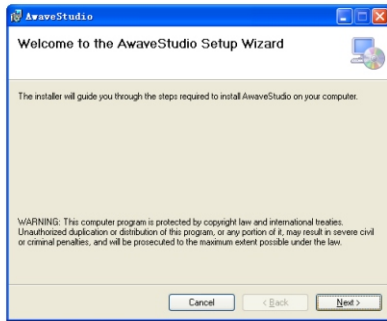 AwaveStudio
Welcome to the AwaveStudio Setup Wizard
The installer will guide you through the steps required to install AwaveStudio on your computer.
WARNING: This computer program is protected by copyright law and international treaties.
Unauthorized duplication or distribution of this program, or any portion of it, may result in severe civil
or criminal penalties, and will be prosecuted to the maximum extent possible under the law.
Cancel
< Back
Next >